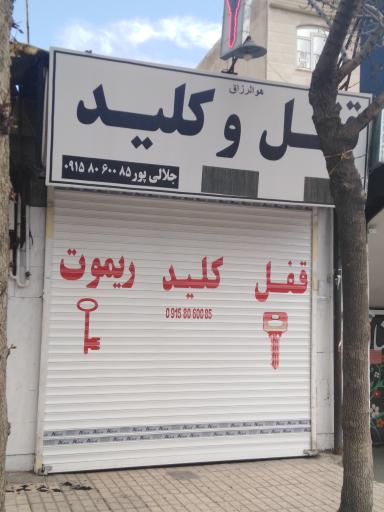 هوالرزاق
قفل و کلید
جلالی پور ۰۹۱۵۸۰۶۰۰۸۵
قفل کلید ریموت
0915 80 600 85